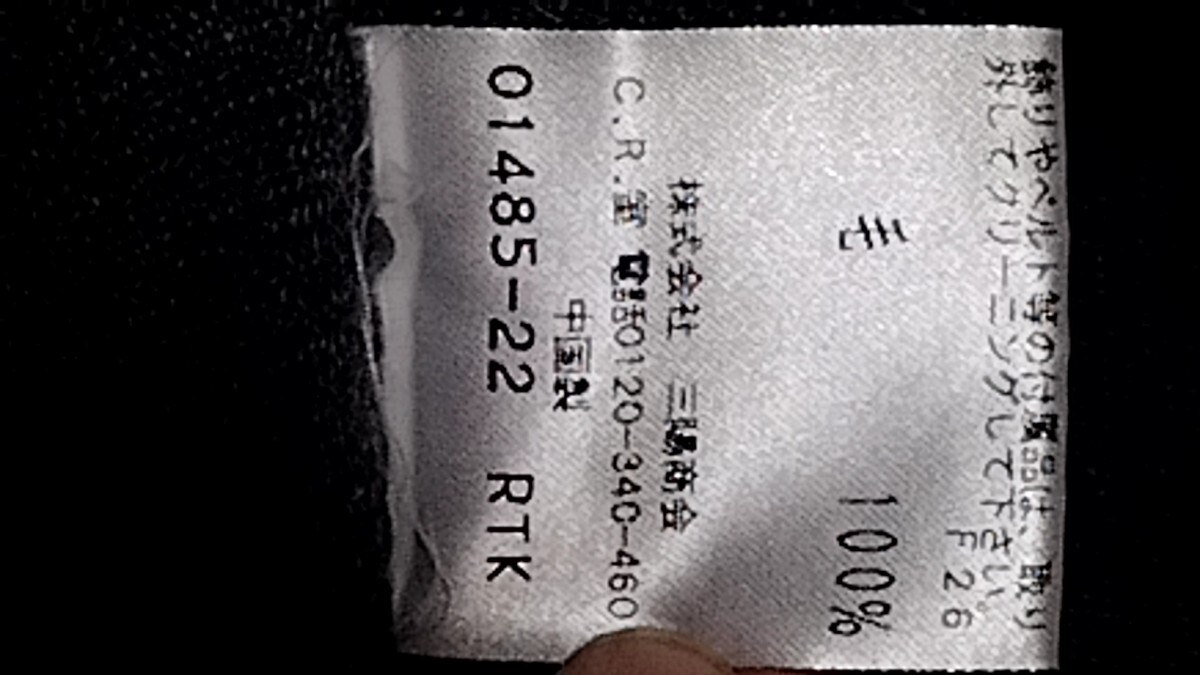 飾りやベルト等の付属品は、取り
外してクリーニングして下さい。
F26
毛 100%
株式会社 三陽商会
C.R.室 電話0120-340-460
中国製
01485-22 RTK